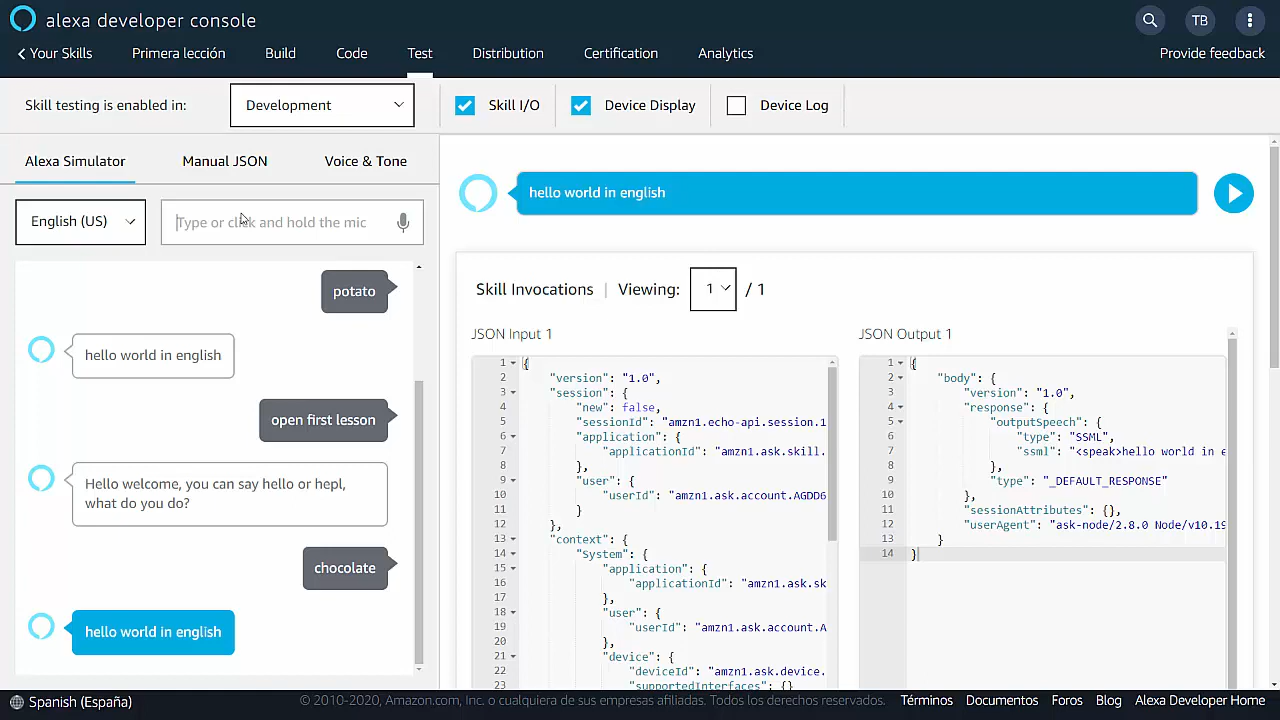 alexa developer console
TB
Your Skills
Primera lección
Build
Code
Test
Distribution
Certification
Analytics
Provide feedback
Skill testing is enabled in:
Development
Skill I/O
Device Display
Device Log
Alexa Simulator
Manual JSON
Voice & Tone
English (US)
Type or click and hold the mic
potato
hello world in english
open first lesson
Hello welcome, you can say hello or hepl,
what do you do?
chocolate
hello world in english
hello world in english
Skill Invocations | Viewing: 1 / 1
JSON Input 1
1 {
2 "version": "1.0",
3 "session": {
4 "new": false,
5 "sessionId": "amzn1.echo-api.session.1
6 "application": {
7 "applicationId": "amzn1.ask.skill.
8 },
9 "user": {
10 "userId": "amzn1.ask.account.AGDD6
11 }
12 },
13 "context": {
14 "System": {
15 "application": {
16 "applicationId": "amzn1.ask.sk
17 },
18 "user": {
19 "userId": "amzn1.ask.account.A
20 },
21 "device": {
22 "deviceId": "amzn1.ask.device.
23 "supportedInterfaces": {}
JSON Output 1
1 {
2 "body": {
3 "version": "1.0",
4 "response": {
5 "outputSpeech": {
6 "type": "SSML",
7 "ssml": "<speak>hello world in e
8 },
9 "type": "_DEFAULT_RESPONSE"
10 },
11 "sessionAttributes": {},
12 "userAgent": "ask-node/2.8.0 Node/v10.19
13 }
14 }
Spanish (España)
© 2010-2020, Amazon.com, Inc. o cualquiera de sus empresas afiliadas. Todos los derechos reservados.
Términos
Documentos
Foros
Blog
Alexa Developer Home